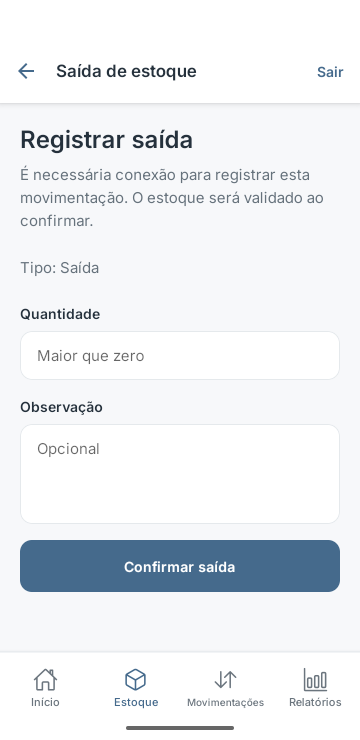 Saída de estoque
Sair
Registrar saída
É necessária conexão para registrar esta
movimentação. O estoque será validado ao
confirmar.
Tipo: Saída
Quantidade
Maior que zero
Observação
Opcional
Confirmar saída
Início
Estoque
Movimentações
Relatórios